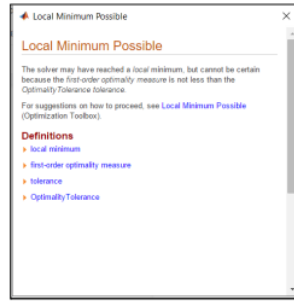 Local Minimum Possible
Local Minimum Possible
The solver may have reached a local minimum, but cannot be certain
because the first-order optimality measure is not less than the
OptimalityTolerance tolerance.
For suggestions on how to proceed, see Local Minimum Possible
(Optimization Toolbox).
Definitions
local minimum
first-order optimality measure
tolerance
OptimalityTolerance